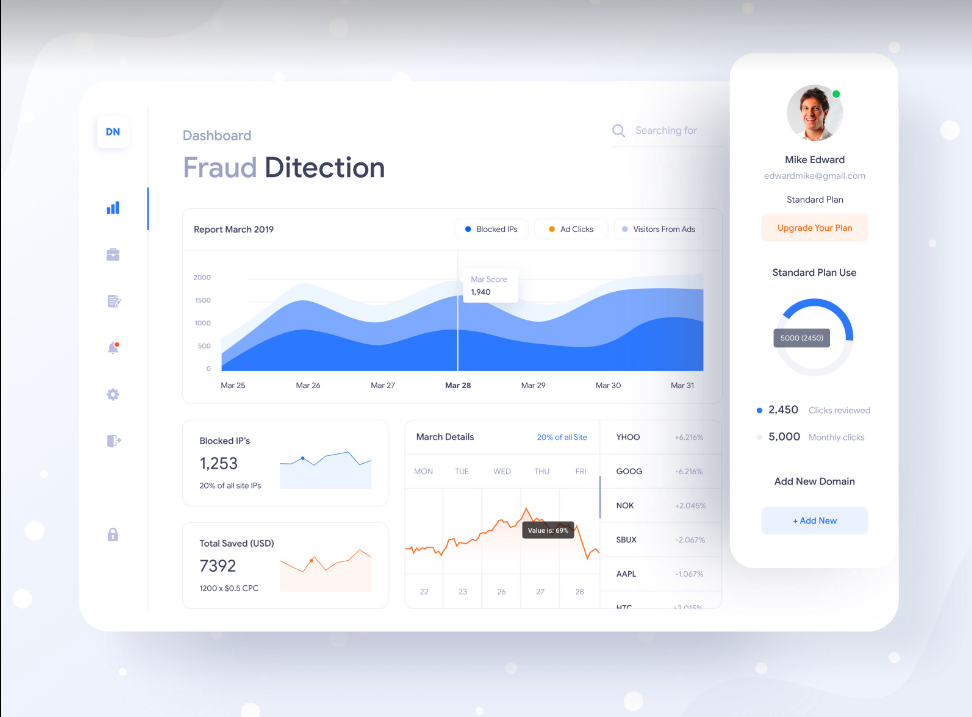 DN
Dashboard
Fraud Ditection
Searching for
Report March 2019
Blocked IPs
Ad Clicks
Visitors From Ads
2000
1500
1000
500
0
Mar Score
1,940
Mar 25
Mar 26
Mar 27
Mar 28
Mar 29
Mar 30
Mar 31
Blocked IP's
1,253
20% of all site IPs
Total Saved (USD)
7392
1200 x $0.5 CPC
March Details
20% of all Site
MON
TUE
WED
THU
FRI
Value is: 69%
22
23
26
27
28
YHOO +6.216%
GOOG -6.216%
NOK +2.045%
SBUX -2.067%
AAPL -1.067%
HTC +2.015%
Mike Edward
edwardmike@gmail.com
Standard Plan
Upgrade Your Plan
Standard Plan Use
5000 (2450)
2,450 Clicks reviewed
5,000 Monthly clicks
Add New Domain
+ Add New